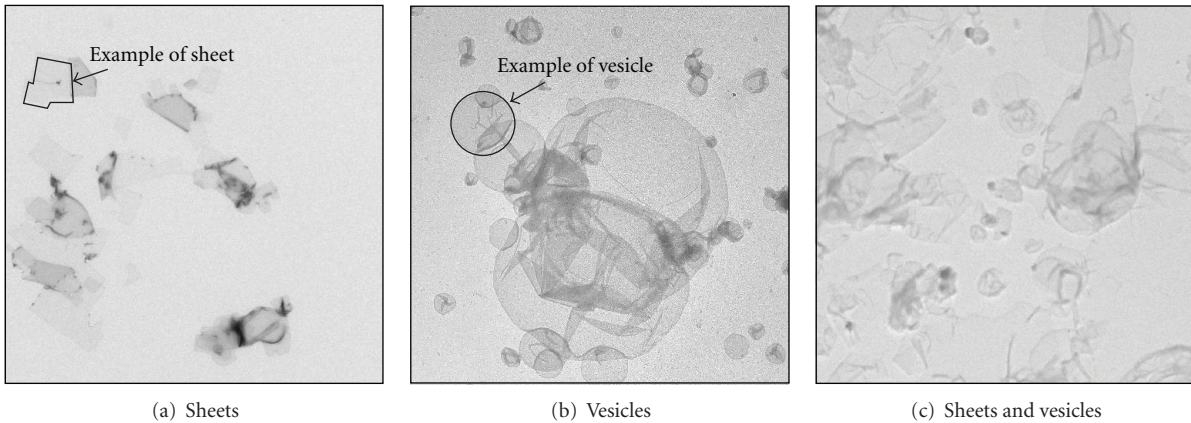 Example of sheet
Example of vesicle
(a) Sheets
(b) Vesicles
(c) Sheets and vesicles